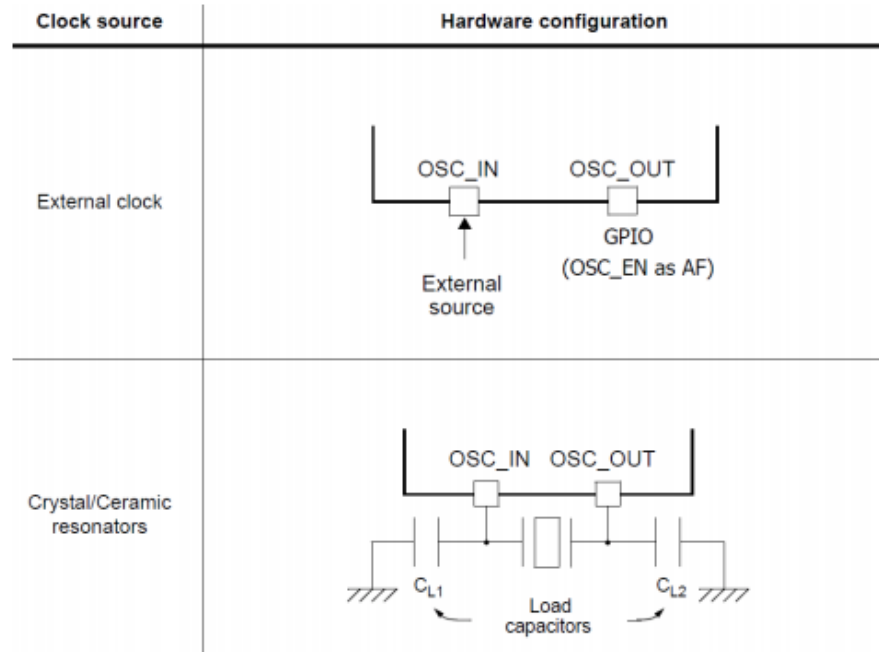 Clock source
Hardware configuration
External clock
OSC_IN
OSC_OUT
GPIO
(OSC_EN as AF)
External
source
Crystal/Ceramic
resonators
OSC_IN
OSC_OUT
CL1
CL2
Load
capacitors